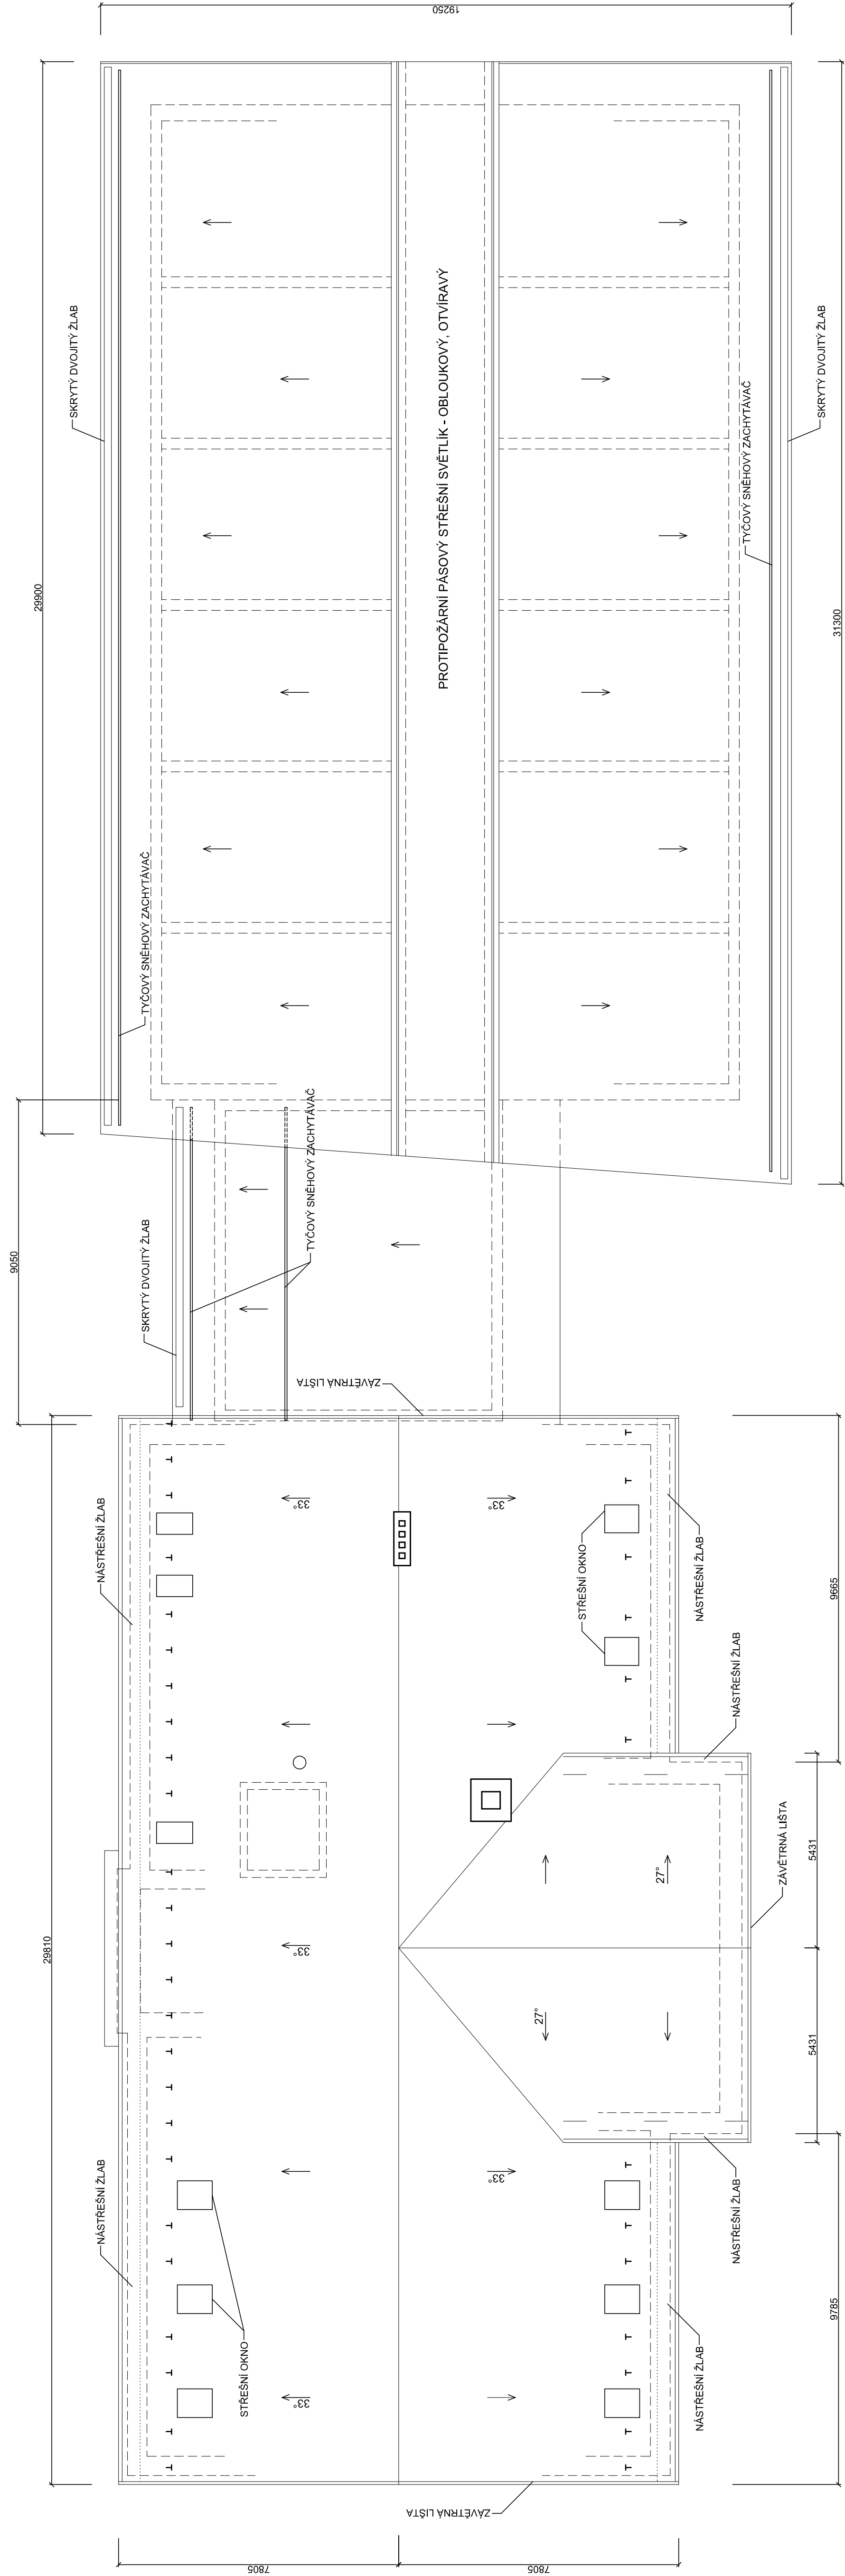 19250
SKRYTÝ DVOJITÝ ŽLAB
SKRYTÝ DVOJITÝ ŽLAB
PROTIPOŽÁRNÍ PÁSOVÝ STŘEŠNÍ SVĚTLÍK - OBLOUKOVÝ, OTVÍRAVÝ
TYČOVÝ SNĚHOVÝ ZACHYTÁVAČ
29900
31300
TYČOVÝ SNĚHOVÝ ZACHYTÁVAČ
TYČOVÝ SNĚHOVÝ ZACHYTÁVAČ
9050
SKRYTÝ DVOJITÝ ŽLAB
ZÁVĚTRNÁ LIŠTA
NÁSTŘEŠNÍ ŽLAB
33°
33°
STŘEŠNÍ OKNO
NÁSTŘEŠNÍ ŽLAB
9665
NÁSTŘEŠNÍ ŽLAB
ZÁVĚTRNÁ LIŠTA
5431
27°
29810
33°
27°
5431
NÁSTŘEŠNÍ ŽLAB
33°
NÁSTŘEŠNÍ ŽLAB
STŘEŠNÍ OKNO
33°
NÁSTŘEŠNÍ ŽLAB
9785
ZÁVĚTRNÁ LIŠTA
7805
7805